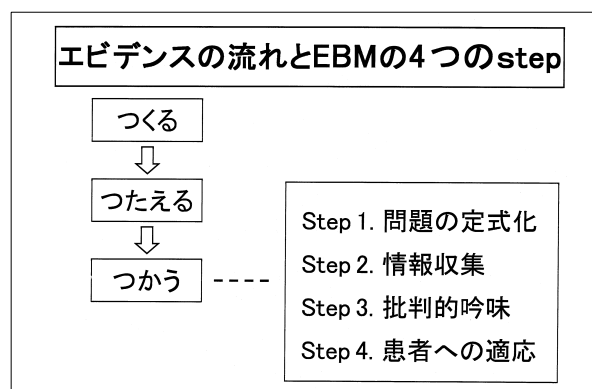 エビデンスの流れとEBMの4つのstep
つくる
つたえる
つかう
Step 1. 問題の定式化
Step 2. 情報収集
Step 3. 批判的吟味
Step 4. 患者への適応